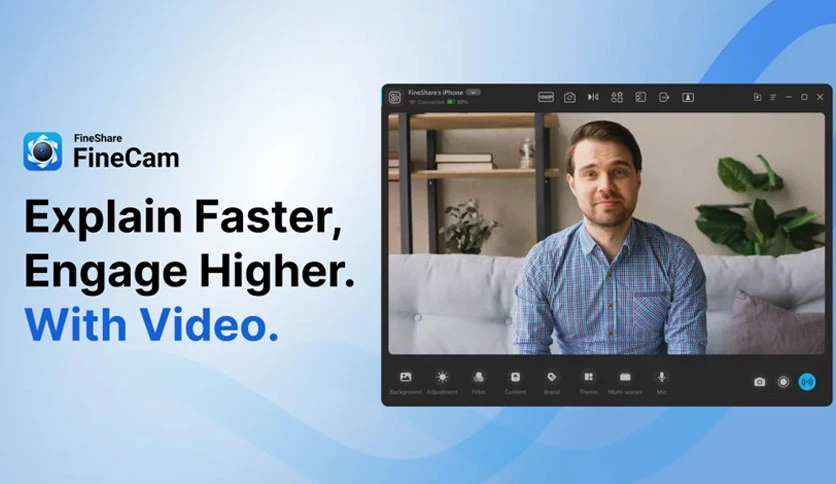 FineShare
FineCam
Explain Faster,
Engage Higher.
With Video.
FineShare's iPhone
Connected 80%
1080P
Background Adjustment Filter Content Brand Theme Multi-scenes Mic